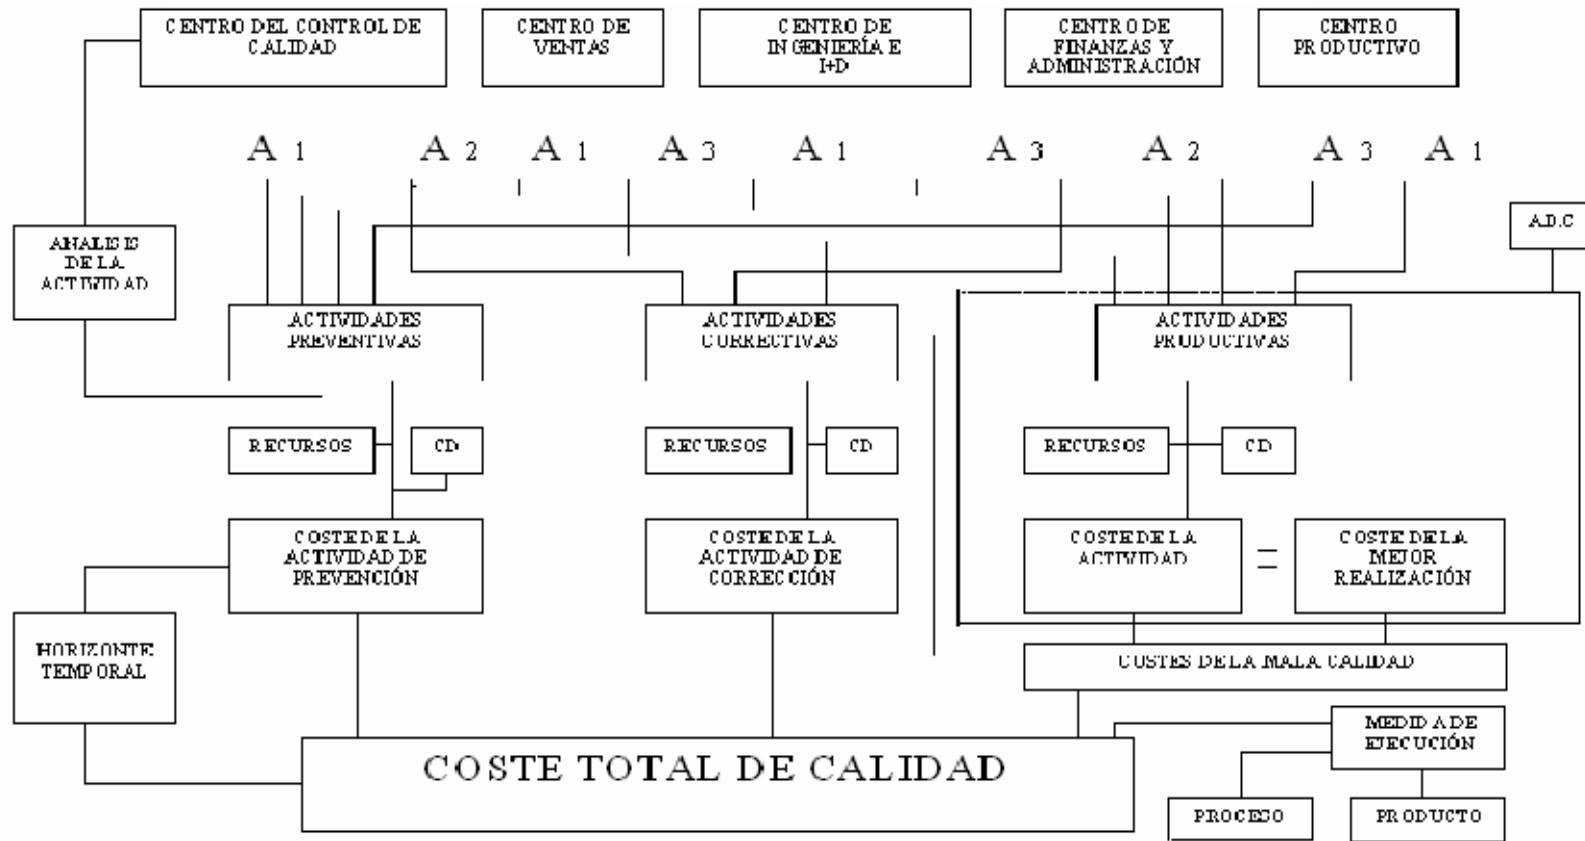 CENTRO DEL CONTROL DE
CALIDAD
CENTRO DE
VENTAS
CENTRO DE
INGENIERÍA E
I+D
CENTRO DE
FINANZAS Y
ADMINISTRACIÓN
CENTRO
PRODUCTIVO
A 1
A 2
A 1
A 3
A 1
A 3
A 2
A 3
A 1
A.D.C
ANALISIS
DE LA
ACTIVIDAD
ACTIVIDADES
PREVENTIVAS
ACTIVIDADES
CORRECTIVAS
ACTIVIDADES
PRODUCTIVAS
RECURSOS
CD
RECURSOS
CD
RECURSOS
CD
COSTE DE LA
ACTIVIDAD DE
PREVENCIÓN
COSTE DE LA
ACTIVIDAD DE
CORRECCIÓN
COSTE DE LA
ACTIVIDAD
=
COSTE DE LA
MEJOR
REALIZACIÓN
HORIZONTE
TEMPORAL
COSTES DE LA MALA CALIDAD
MEDIDA DE
EJECUCIÓN
COSTE TOTAL DE CALIDAD
PROCESO
PRODUCTO